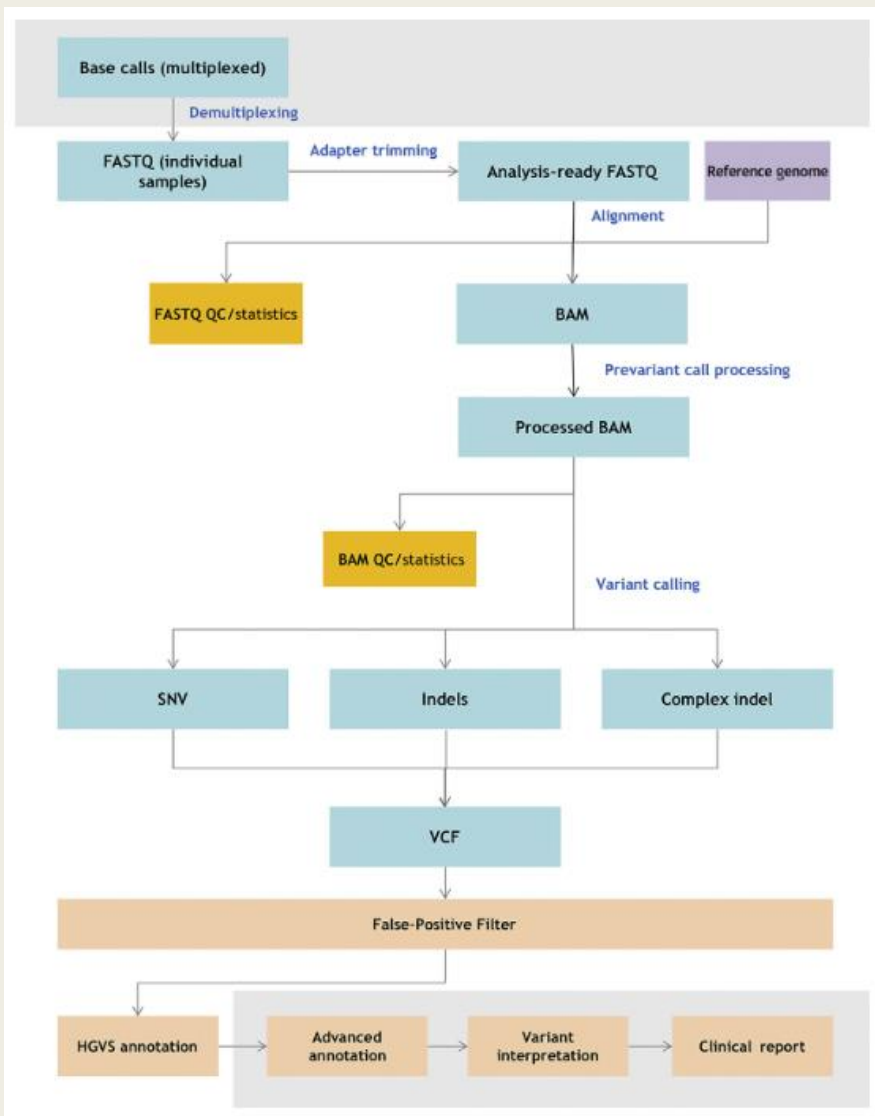 Base calls (multiplexed)
Demultiplexing
FASTQ (individual
samples)
Adapter trimming
Analysis-ready FASTQ
Reference genome
Alignment
FASTQ QC/statistics
BAM
Prevariant call processing
Processed BAM
BAM QC/statistics
Variant calling
SNV
Indels
Complex indel
VCF
False-Positive Filter
HGVS annotation
Advanced
annotation
Variant
interpretation
Clinical report